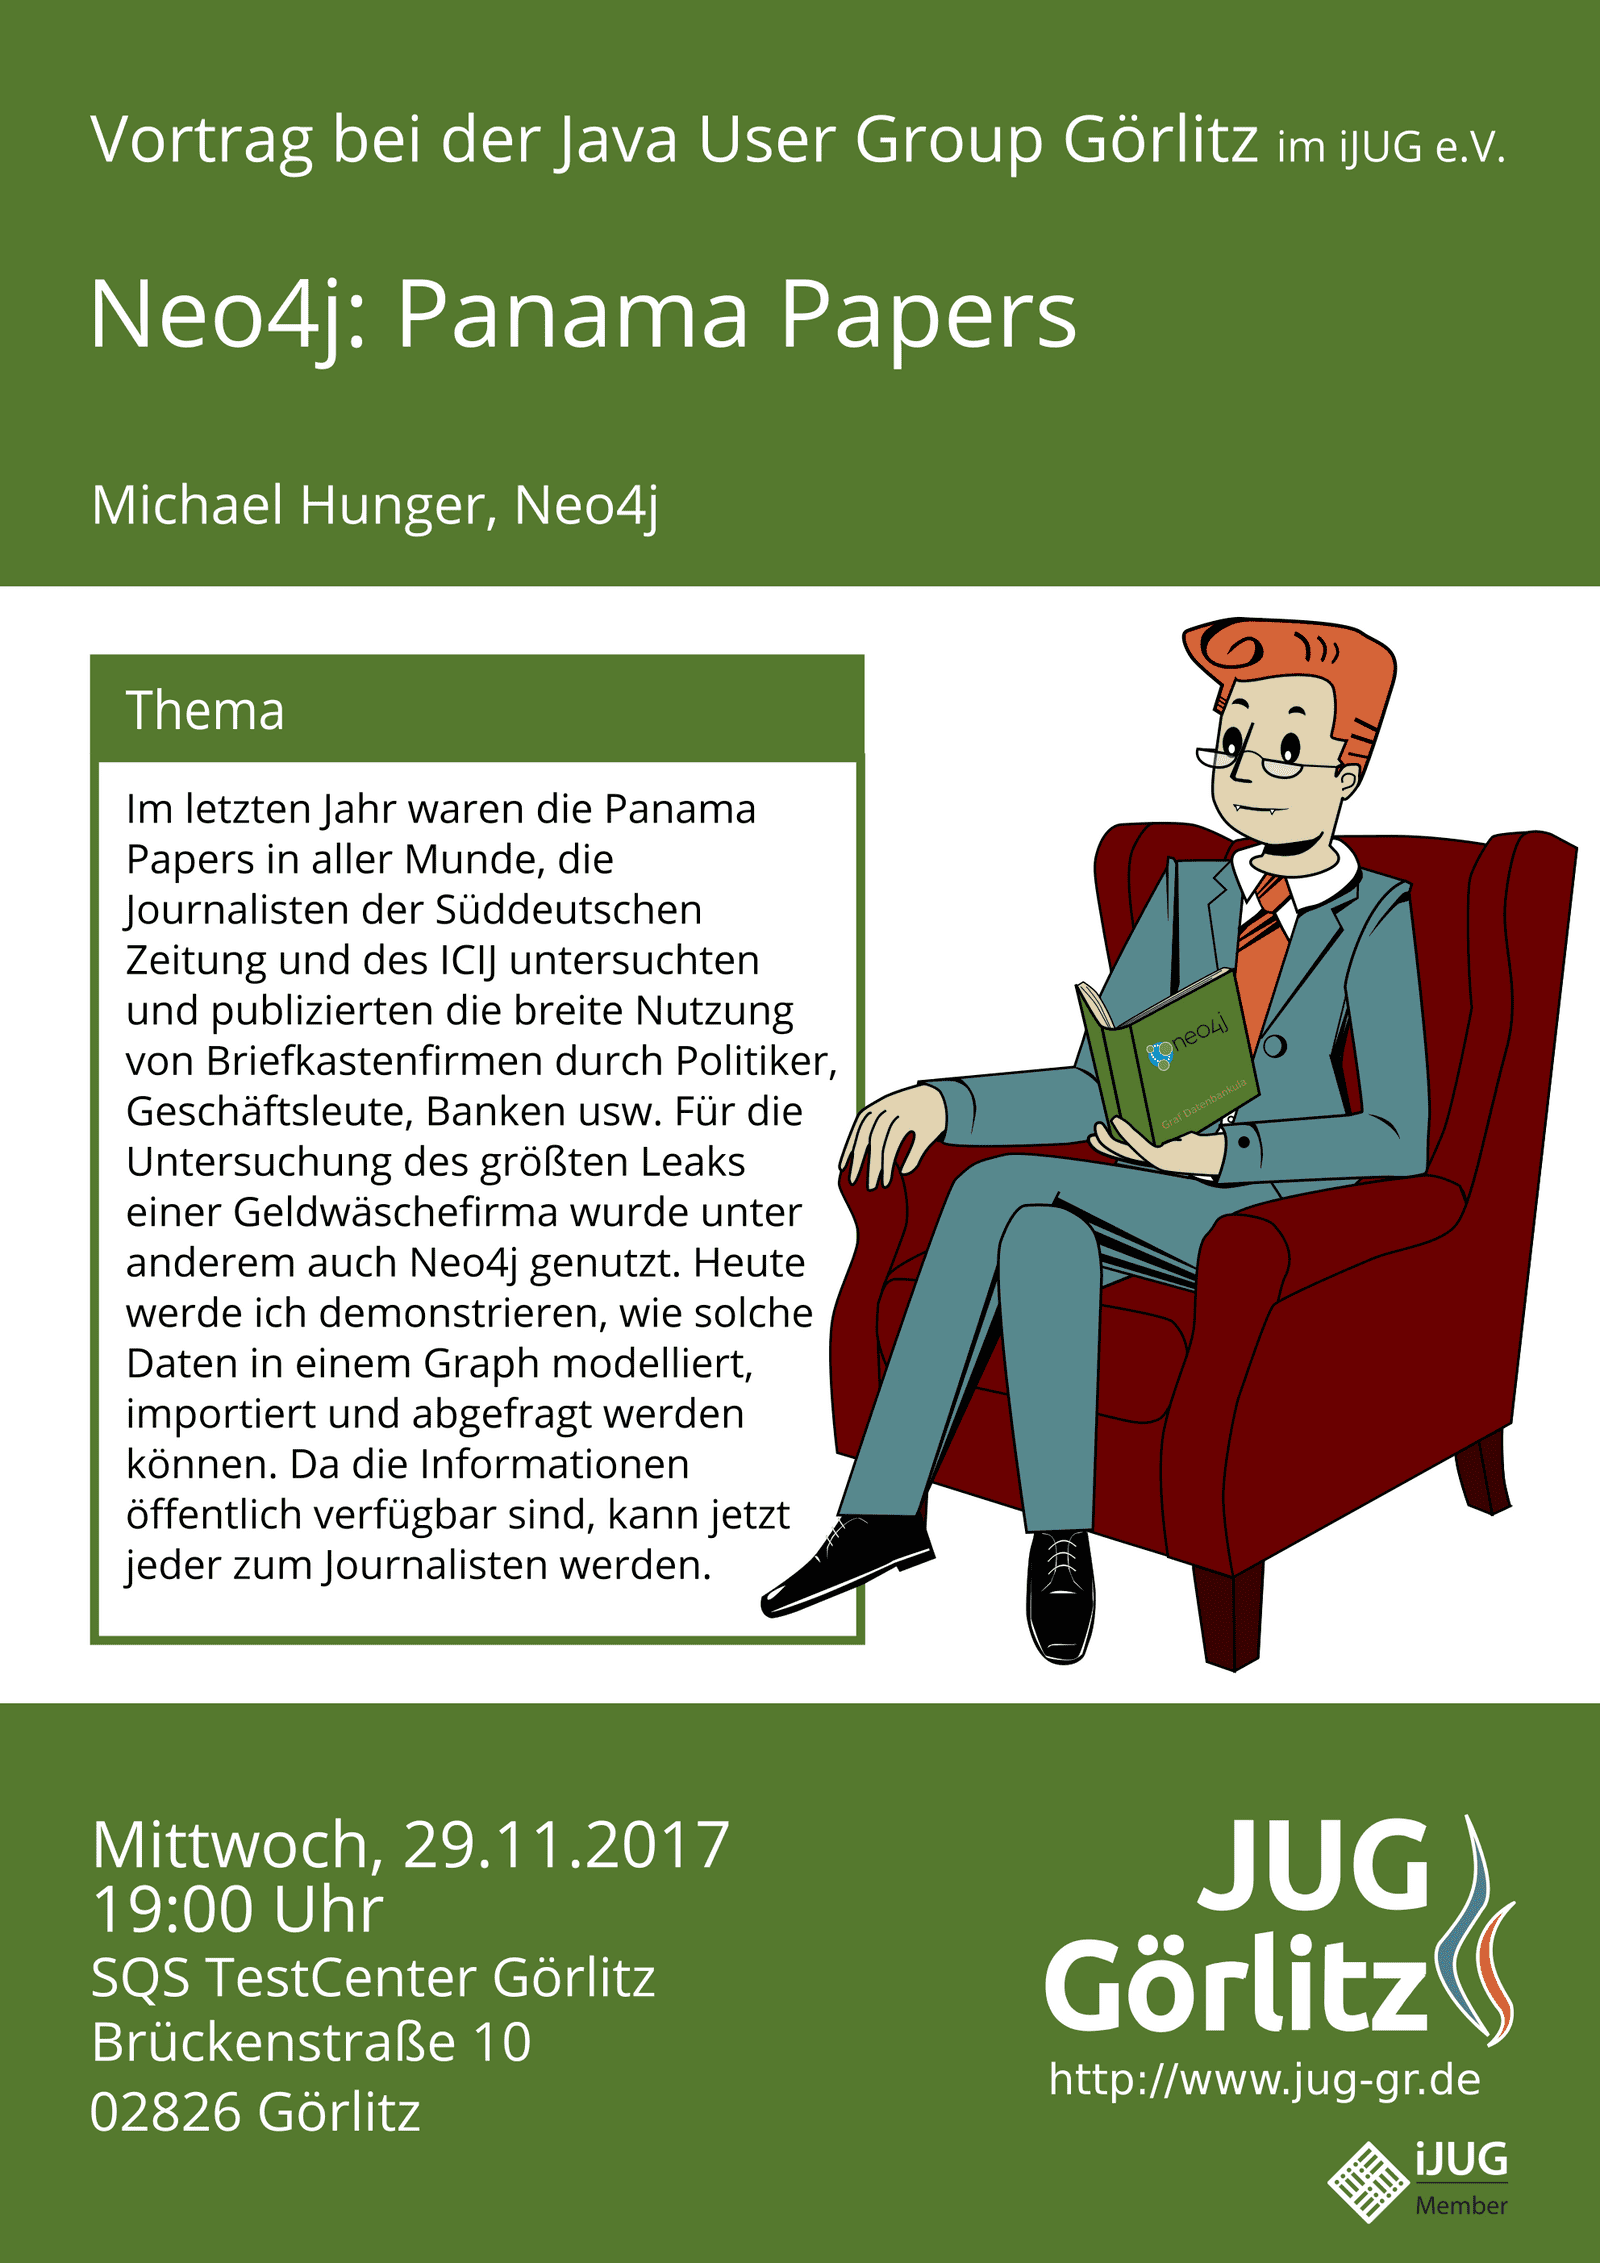 Vortrag bei der Java User Group Görlitz im iJUG e.V.
Neo4j: Panama Papers
Michael Hunger, Neo4j
Thema
Im letzten Jahr waren die Panama
Papers in aller Munde, die
Journalisten der Süddeutschen
Zeitung und des ICIJ untersuchten
und publizierten die breite Nutzung
von Briefkastenfirmen durch Politiker,
Geschäftsleute, Banken usw. Für die
Untersuchung des größten Leaks
einer Geldwäschefirma wurde unter
anderem auch Neo4j genutzt. Heute
werde ich demonstrieren, wie solche
Daten in einem Graph modelliert,
importiert und abgefragt werden
können. Da die Informationen
öffentlich verfügbar sind, kann jetzt
jeder zum Journalisten werden.
neo4j
Graf Datenbankula
Mittwoch, 29.11.2017
19:00 Uhr
SQS TestCenter Görlitz
Brückenstraße 10
02826 Görlitz
JUG
Görlitz
http://www.jug-gr.de
iJUG
Member